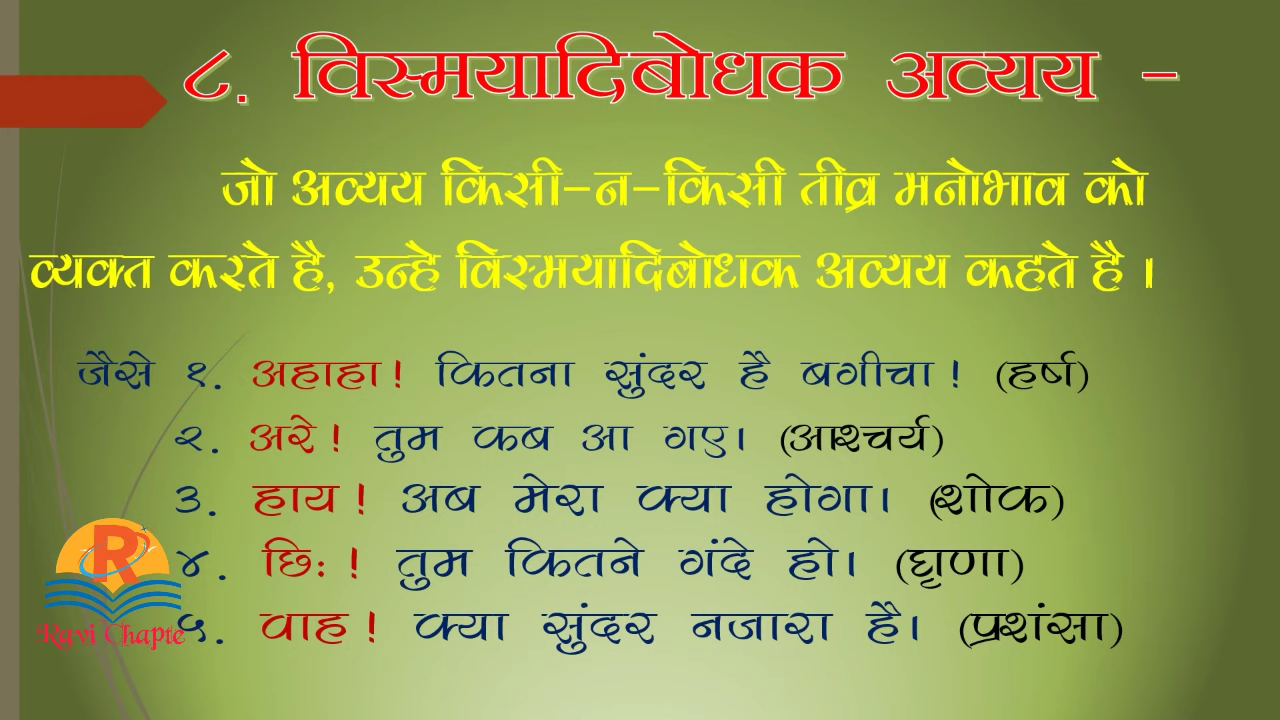 ८. विस्मयादिबोधक अव्यय -
जो अव्यय किसी-न-किसी तीव्र मनोभाव को
व्यक्त करते है, उन्हे विस्मयादिबोधक अव्यय कहते है ।
जैसे १. अहाहा! कितना सुंदर है बगीचा! (हर्ष)
२. अरे! तुम कब आ गए। (आश्चर्य)
३. हाय! अब मेरा क्या होगा। (शोक)
४. छिः! तुम कितने गंदे हो। (घृणा)
५. वाह! क्या सुंदर नजारा है। (प्रशंसा)
R
Ravi Chapte